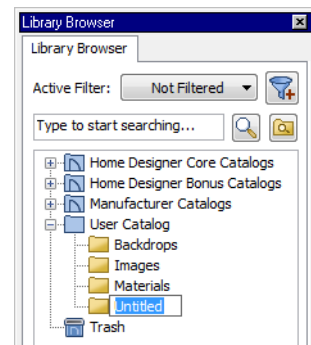 Library Browser
Library Browser
Active Filter: Not Filtered
Type to start searching...
Home Designer Core Catalogs
Home Designer Bonus Catalogs
Manufacturer Catalogs
User Catalog
Backdrops
Images
Materials
Untitled
Trash